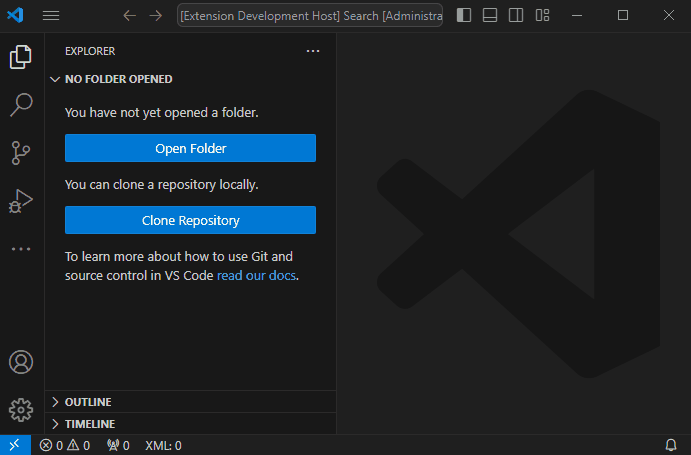 [Extension Development Host] Search [Administra
EXPLORER
NO FOLDER OPENED
You have not yet opened a folder.
Open Folder
You can clone a repository locally.
Clone Repository
To learn more about how to use Git and
source control in VS Code read our docs.
OUTLINE
TIMELINE
0 0 0 XML: 0